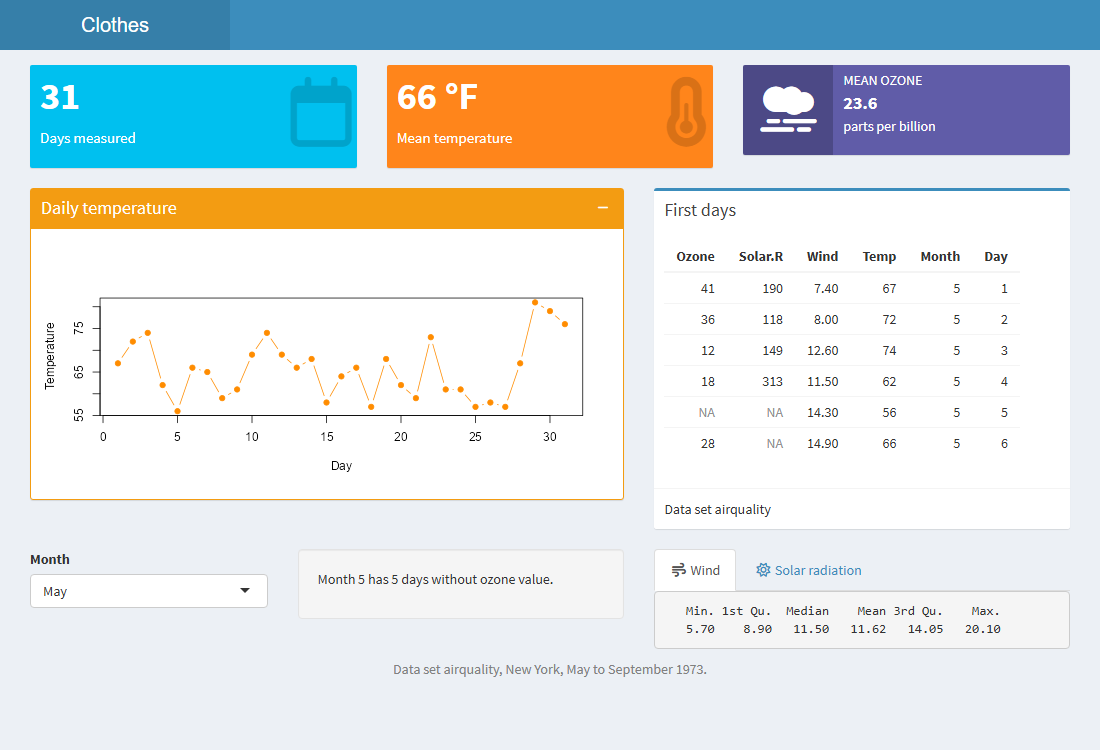 Clothes
31
Days measured
66 °F
Mean temperature
MEAN OZONE
23.6
parts per billion
Daily temperature
Temperature
55 65 75
0 5 10 15 20 25 30
Day
First days
Ozone Solar.R Wind Temp Month Day
41 190 7.40 67 5 1
36 118 8.00 72 5 2
12 149 12.60 74 5 3
18 313 11.50 62 5 4
NA NA 14.30 56 5 5
28 NA 14.90 66 5 6
Data set airquality
Month
May
Month 5 has 5 days without ozone value.
Wind Solar radiation
Min. 1st Qu. Median Mean 3rd Qu. Max.
5.70 8.90 11.50 11.62 14.05 20.10
Data set airquality, New York, May to September 1973.